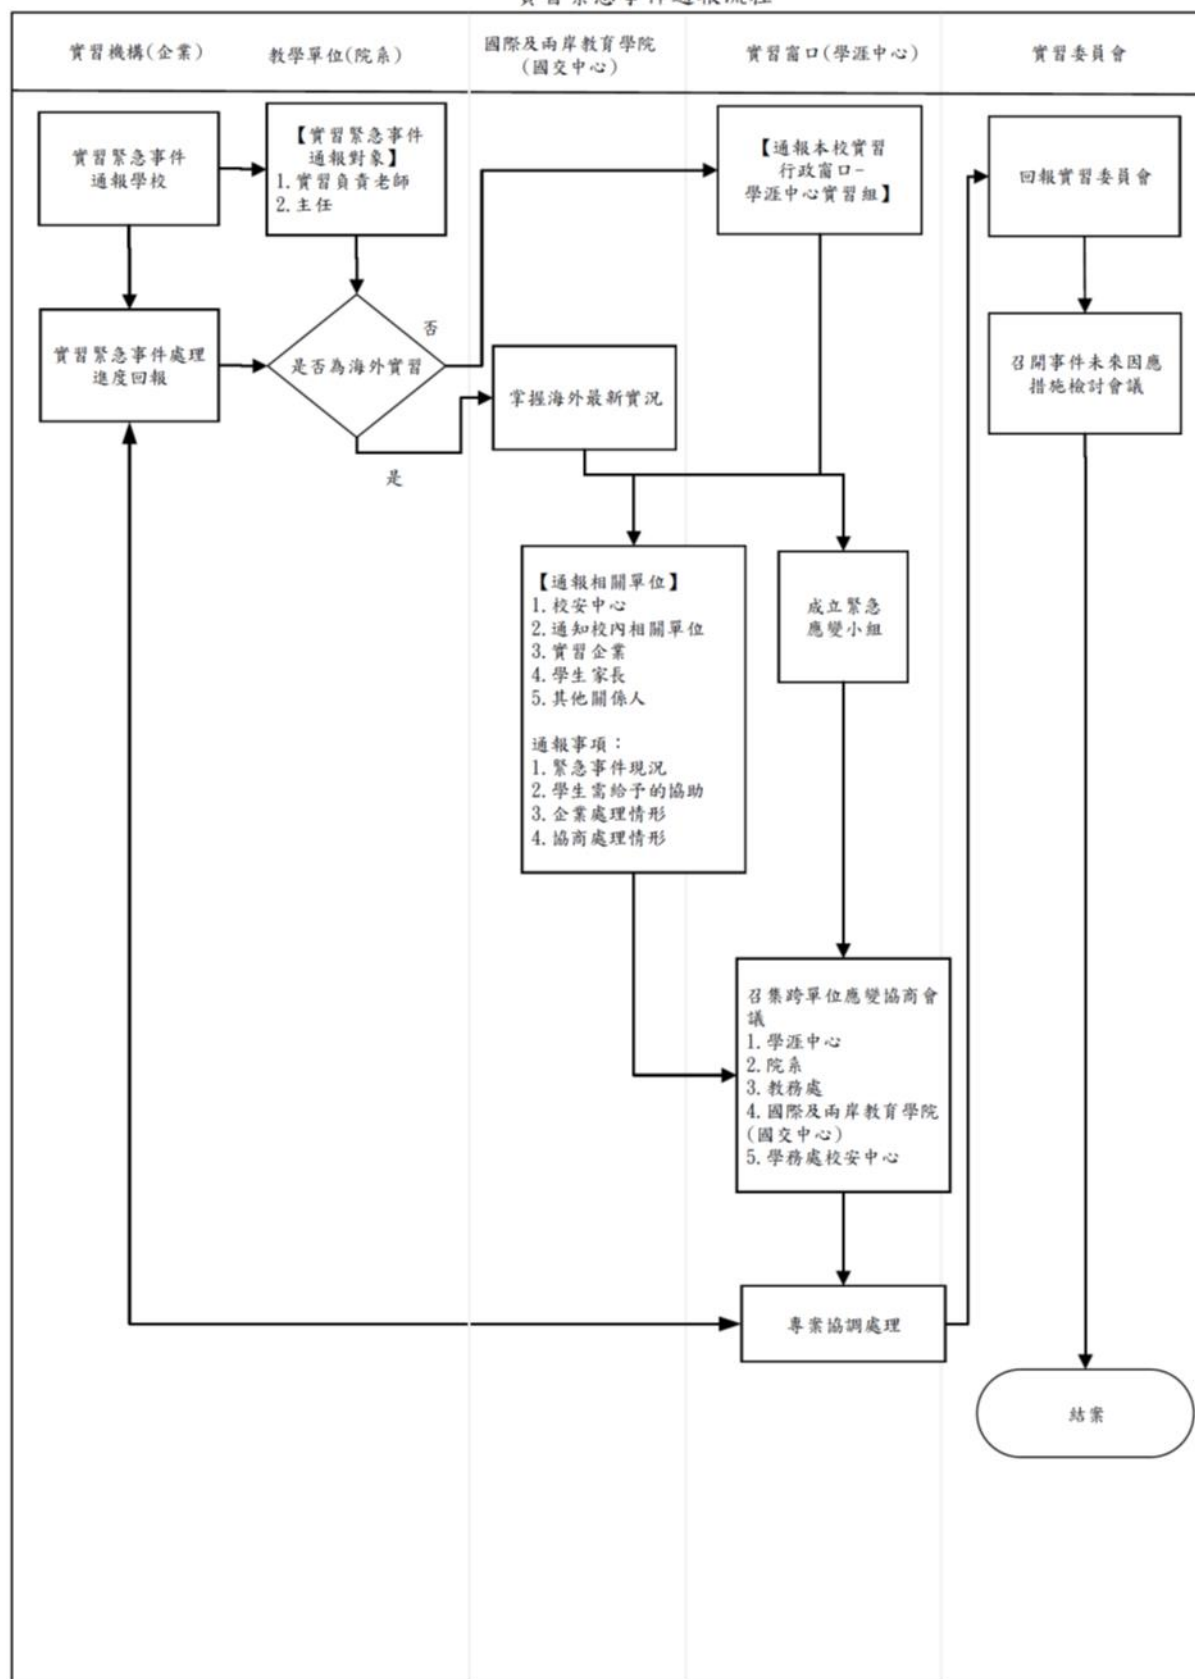 實習緊急事件通報流程
實習機構(企業)
教學單位(院系)
國際及兩岸教育學院
(國交中心)
實習窗口(學涯中心)
實習委員會
實習緊急事件
通報學校
【實習緊急事件
通報對象】
1.實習負責老師
2.主任
【通報本校實習
行政窗口-
學涯中心實習組】
回報實習委員會
實習緊急事件處理
進度回報
是否為海外實習
否
是
掌握海外最新實況
召開事件未來因應
措施檢討會議
【通報相關單位】
1.校安中心
2.通知校內相關單位
3.實習企業
4.學生家長
5.其他關係人
通報事項：
1.緊急事件現況
2.學生需給予的協助
3.企業處理情形
4.協商處理情形
成立緊急
應變小組
召集跨單位應變協商會
議
1.學涯中心
2.院系
3.教務處
4.國際及兩岸教育學院
(國交中心)
5.學務處校安中心
專案協調處理
結案